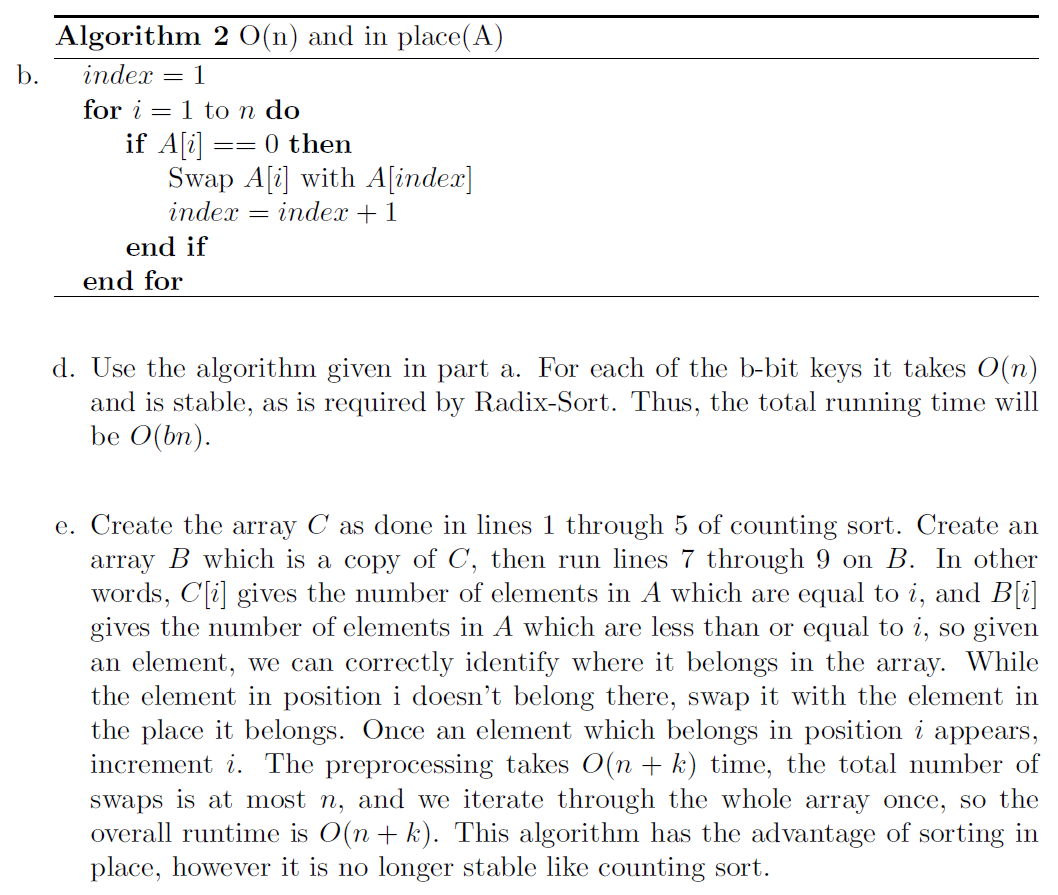 Algorithm 2 O(n) and in place(A)
b. index = 1
for i = 1 to n do
if A[i] == 0 then
Swap A[i] with A[index]
index = index + 1
end if
end for
d. Use the algorithm given in part a. For each of the b-bit keys it takes O(n)
and is stable, as is required by Radix-Sort. Thus, the total running time will
be O(bn).
e. Create the array C as done in lines 1 through 5 of counting sort. Create an
array B which is a copy of C, then run lines 7 through 9 on B. In other
words, C[i] gives the number of elements in A which are equal to i, and B[i]
gives the number of elements in A which are less than or equal to i, so given
an element, we can correctly identify where it belongs in the array. While
the element in position i doesn't belong there, swap it with the element in
the place it belongs. Once an element which belongs in position i appears,
increment i. The preprocessing takes O(n + k) time, the total number of
swaps is at most n, and we iterate through the whole array once, so the
overall runtime is O(n + k). This algorithm has the advantage of sorting in
place, however it is no longer stable like counting sort.